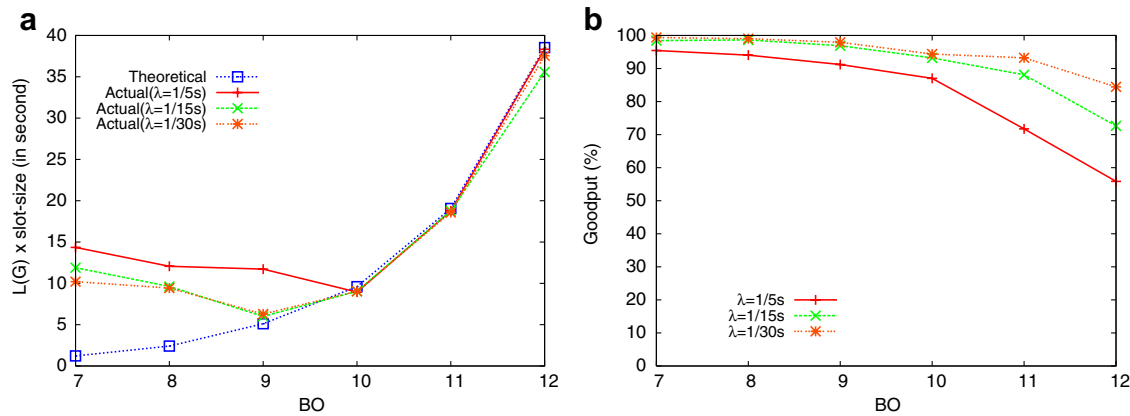 a
L(G) x slot-size (in second)
40
35
30
25
20
15
10
5
0
Theoretical
Actual(λ=1/5s)
Actual(λ=1/15s)
Actual(λ=1/30s)
7 8 9 10 11 12
BO
b
Goodput (%)
100
90
80
70
60
50
40
30
20
10
0
λ=1/5s
λ=1/15s
λ=1/30s
7 8 9 10 11 12
BO